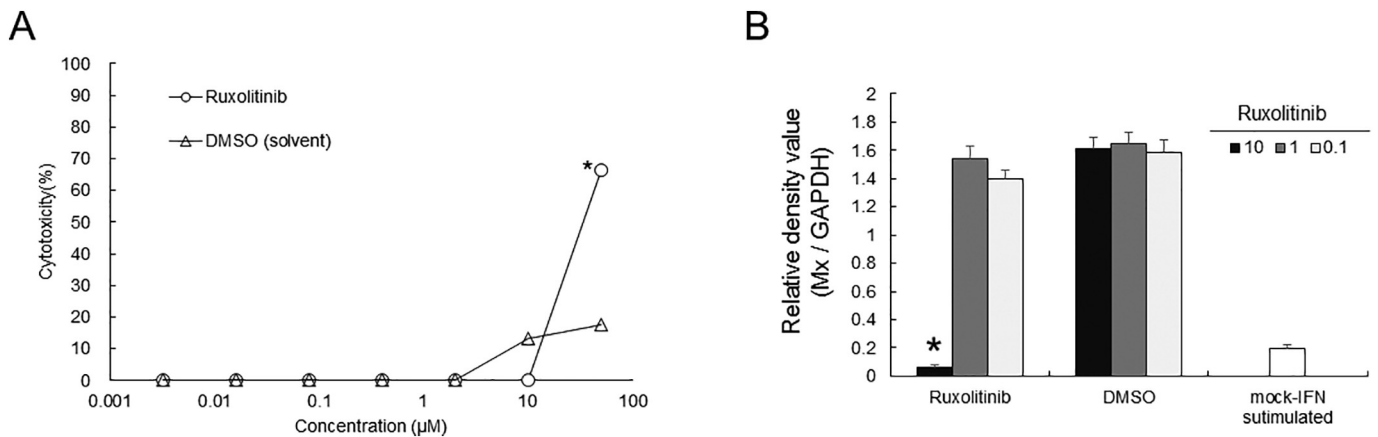 A
100
90
80
70
60
50
40
30
20
10
0
Cytotoxicity(%)
Ruxolitinib
DMSO (solvent)
*
0.001
0.01
0.1
1
10
100
Concentration (µM)
B
2
1.8
1.6
1.4
1.2
1
0.8
0.6
0.4
0.2
0
Relative density value
(Mx / GAPDH)
Ruxolitinib
10 1 0.1
*
Ruxolitinib
DMSO
mock-IFN
sutimulated